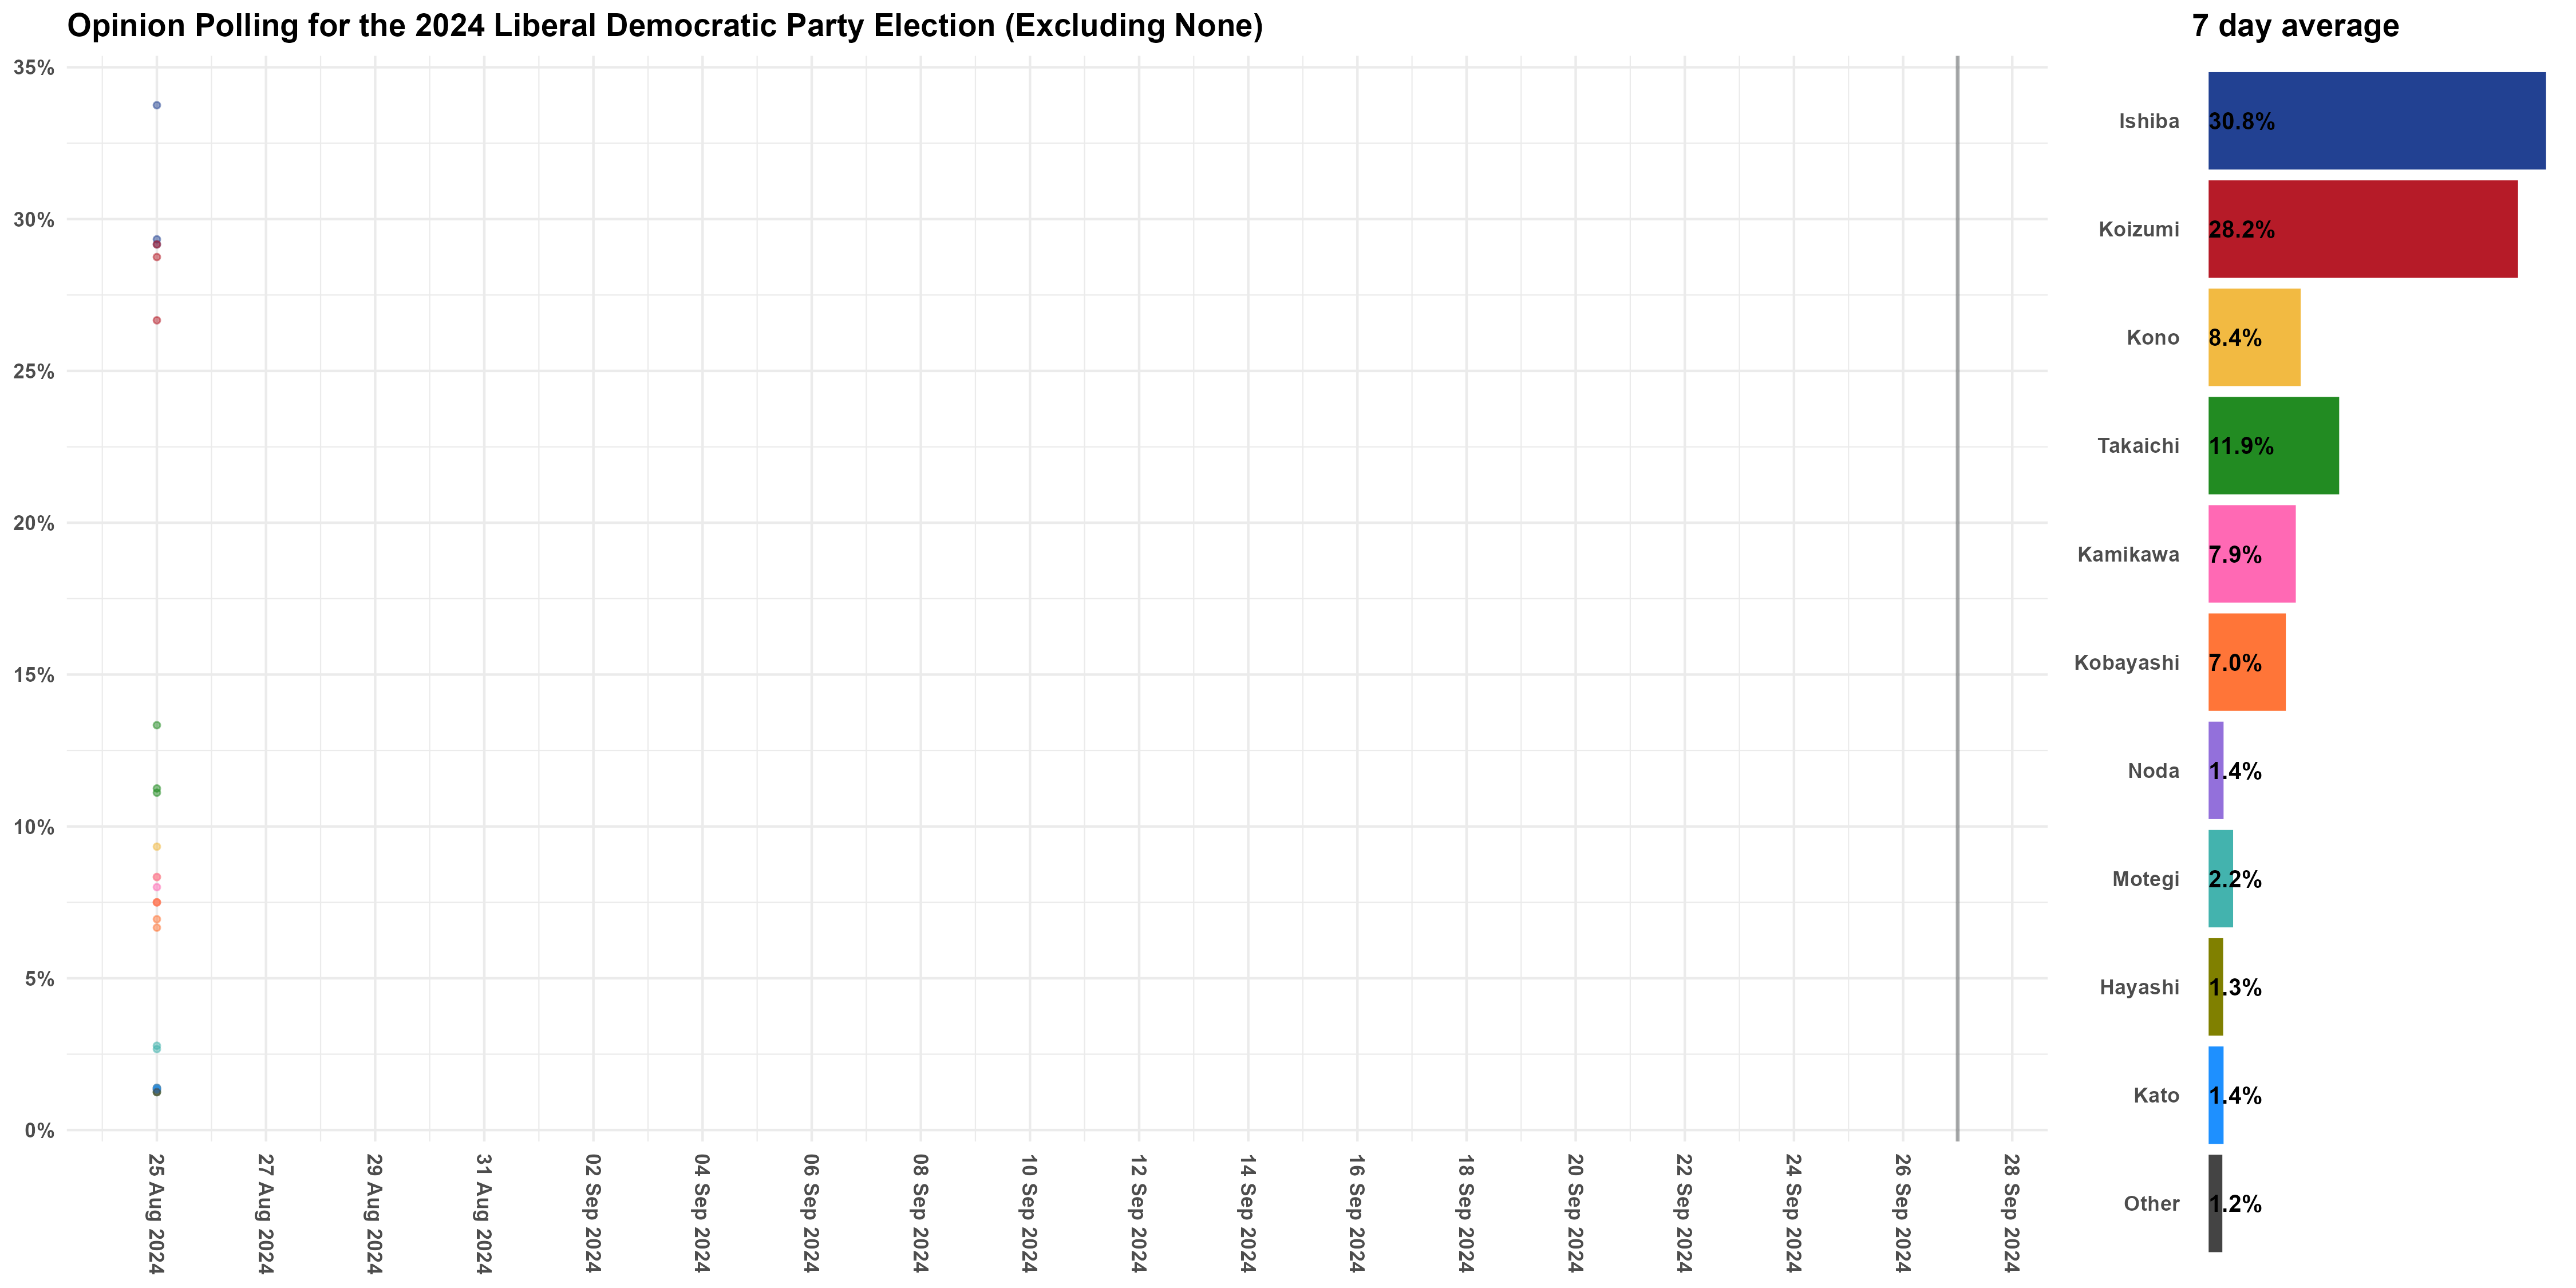 Opinion Polling for the 2024 Liberal Democratic Party Election (Excluding None)
35%
30%
25%
20%
15%
10%
5%
0%
25 Aug 2024
27 Aug 2024
29 Aug 2024
31 Aug 2024
02 Sep 2024
04 Sep 2024
06 Sep 2024
08 Sep 2024
10 Sep 2024
12 Sep 2024
14 Sep 2024
16 Sep 2024
18 Sep 2024
20 Sep 2024
22 Sep 2024
24 Sep 2024
26 Sep 2024
28 Sep 2024
7 day average
Ishiba 30.8%
Koizumi 28.2%
Kono 8.4%
Takaichi 11.9%
Kamikawa 7.9%
Kobayashi 7.0%
Noda 1.4%
Motegi 2.2%
Hayashi 1.3%
Kato 1.4%
Other 1.2%